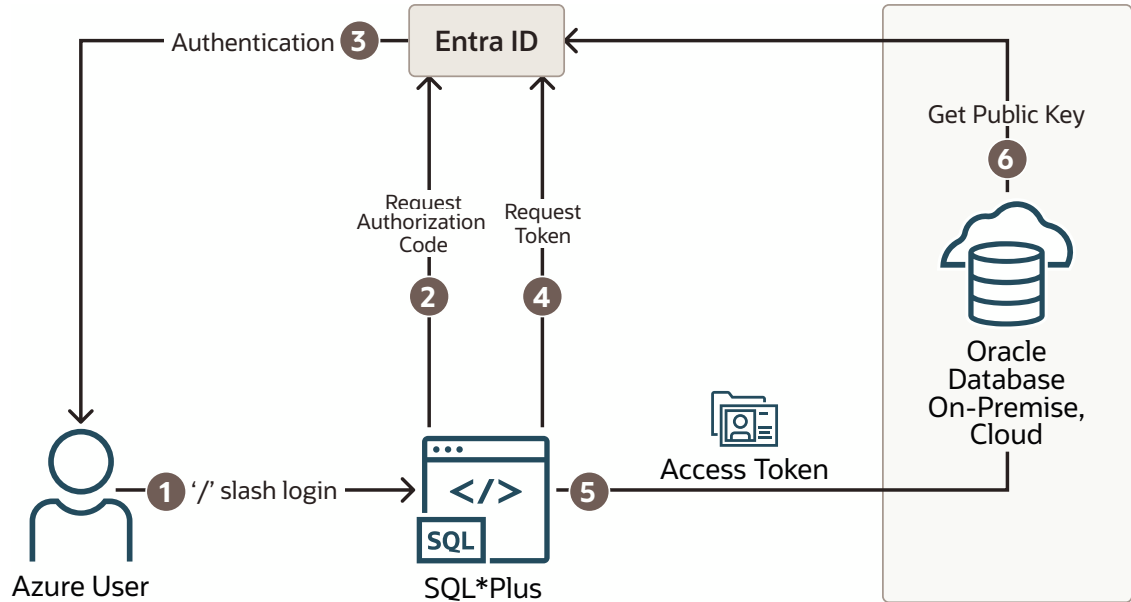 Authentication 3
Entra ID
Get Public Key
6
Request
Authorization
Code
Request
Token
2
4
Oracle
Database
On-Premise,
Cloud
Access Token
1 ‘/’ slash login
</>
SQL
5
Azure User
SQL*Plus